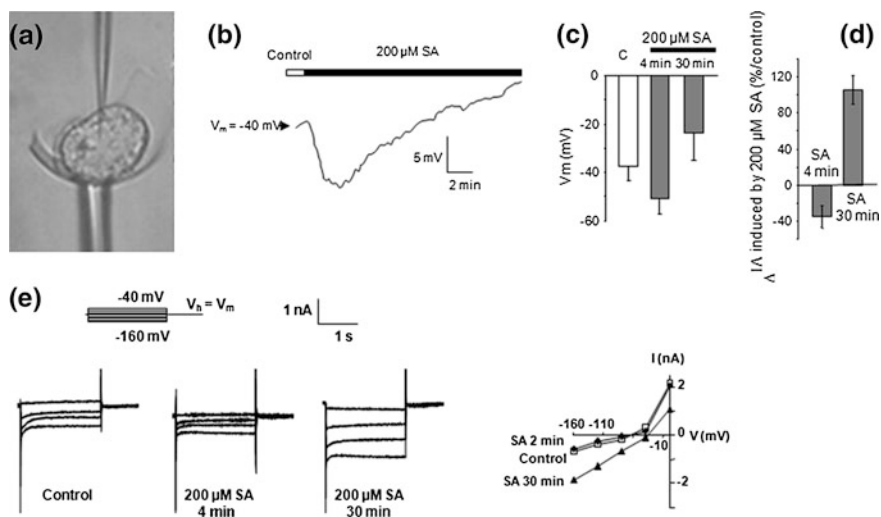 (a)
(b)
Control 200 µM SA
Vm = -40 mV
5 mV
2 min
(c)
200 µM SA
C 4 min 30 min
0
-20
-40
-60
Vm (mV)
(d)
IΛ induced by 200 µM SA (%/control)
120
80
40
0
-40
SA
4 min
SA
30 min
(e)
-40 mV
Vh = Vm
-160 mV
1 nA
1 s
Control
200 µM SA
4 min
200 µM SA
30 min
I (nA)
2
-160 -110
0
V (mV)
-10
SA 2 min
Control
SA 30 min
-2